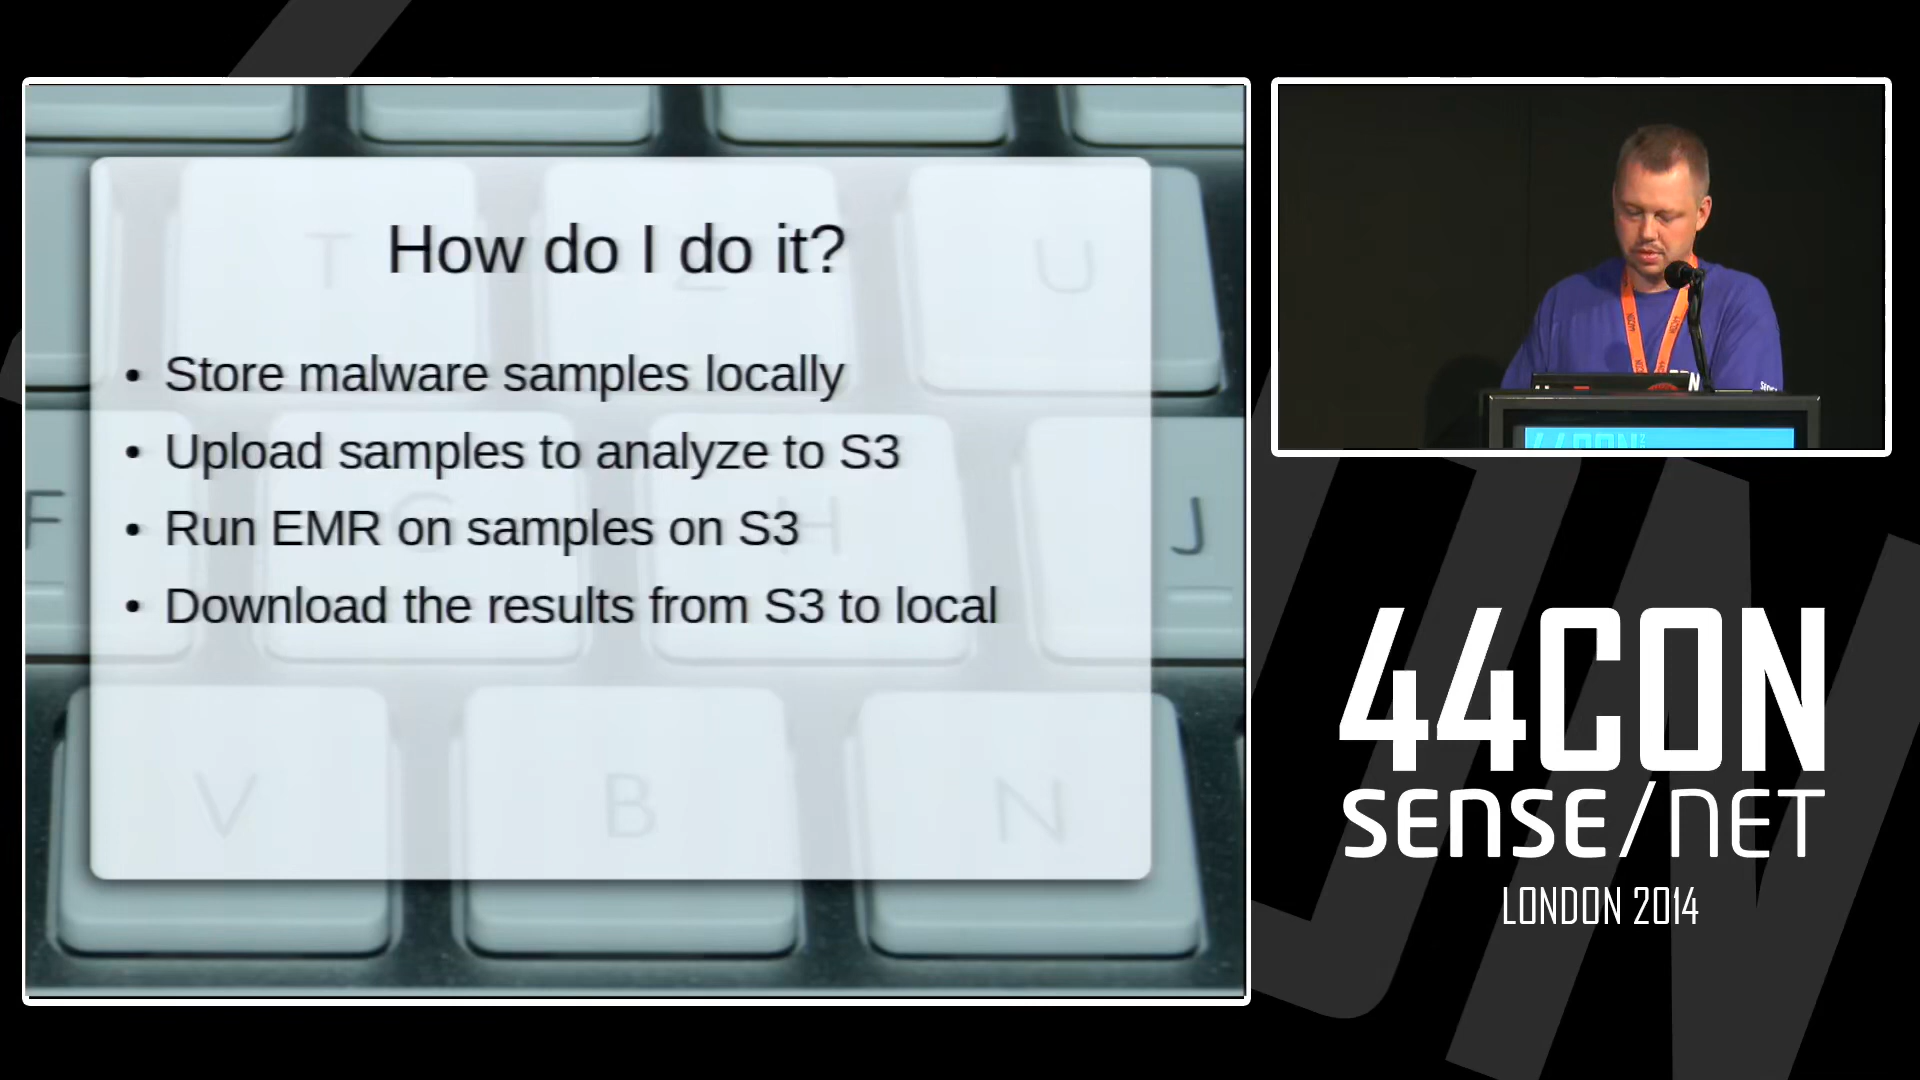 How do I do it?
• Store malware samples locally
• Upload samples to analyze to S3
• Run EMR on samples on S3
• Download the results from S3 to local
T
Z
U
F
G
H
J
V
B
N
44CON
44CON
SENSE/NET
LONDON 2014